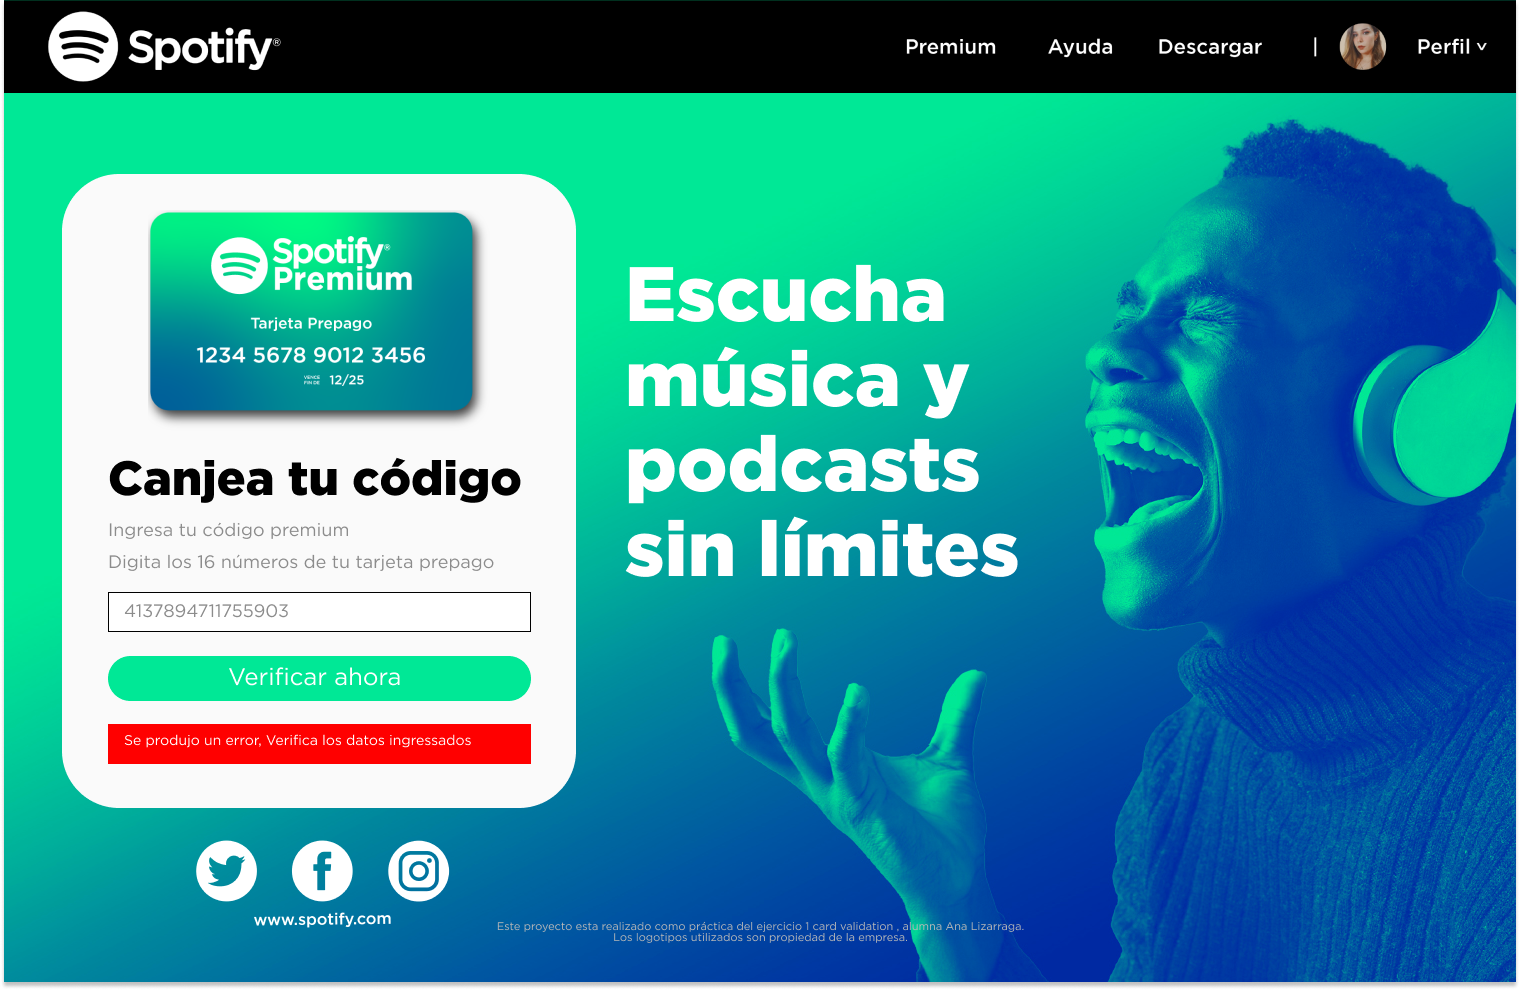 Spotify®
Premium
Ayuda
Descargar
|
Perfil v
Spotify®
Premium
Tarjeta Prepago
1234 5678 9012 3456
VENCE
FIN DE
12/25
Canjea tu código
Ingresa tu código premium
Digita los 16 números de tu tarjeta prepago
4137894711755903
Verificar ahora
Se produjo un error, Verifica los datos ingressados
Escucha
música y
podcasts
sin límites
www.spotify.com
Este proyecto esta realizado como práctica del ejercicio 1 card validation , alumna Ana Lizarraga.
Los logotipos utilizados son propiedad de la empresa.